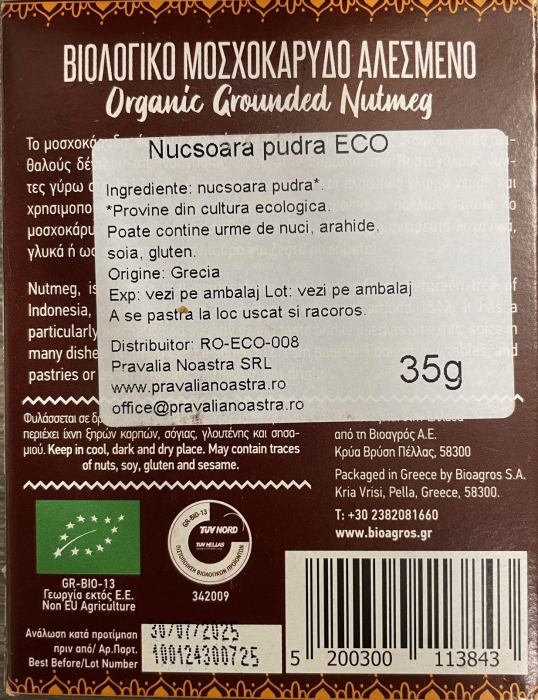 ΒΙΟΛΟΓΙΚΟ ΜΟΣΧΟΚΑΡΥΔΟ ΑΛΕΣΜΕΝΟ
Organic Grounded Nutmeg
Το μοσχοκά
θαλούς δέ
τες γύρω
χρησιμοπο
μοσχοκάρυ
γλυκά ή ω
Nutmeg, is
Indonesia,
particularly
many dishe
pastries or
Nucsoara pudra ECO
Ingrediente: nucsoara pudra*.
*Provine din cultura ecologica.
Poate contine urme de nuci, arahide,
soia, gluten.
Origine: Grecia
Exp: vezi pe ambalaj Lot: vezi pe ambalaj
A se pastra la loc uscat si racoros.
Distribuitor: RO-ECO-008
Pravalia Noastra SRL
www.pravalianoastra.ro
office@pravalianoastra.ro
35g
Φυλάσσεται σε δρ
περιέχει ίχνη ξηρών καρπών, σόγιας, γλουτένης και σησα-
μιού. Keep in cool, dark and dry place. May contain traces
of nuts, soy, gluten and sesame.
από τη Βιοαγρός Α.Ε.
Κρύα Βρύση Πέλλας, 58300
Packaged in Greece by Bioagros S.A.
Kria Vrisi, Pella, Greece, 58300.
T: +30 2382081660
www.bioagros.gr
GR-BIO-13
Γεωργία εκτός Ε.Ε.
Non EU Agriculture
GR-BIO-13
TUV NORD
TUV HELLAS
ΠΙΣΤΟΠΟΙΗΣΗ ΒΙΟΛΟΓΙΚΩΝ ΠΡΟΪΟΝΤΩΝ
342009
Ανάλωση κατά προτίμηση
πριν από/ Αρ.Παρτ.
Best Before/Lot Number
30/07/2025
100124300725
5 200300 113843